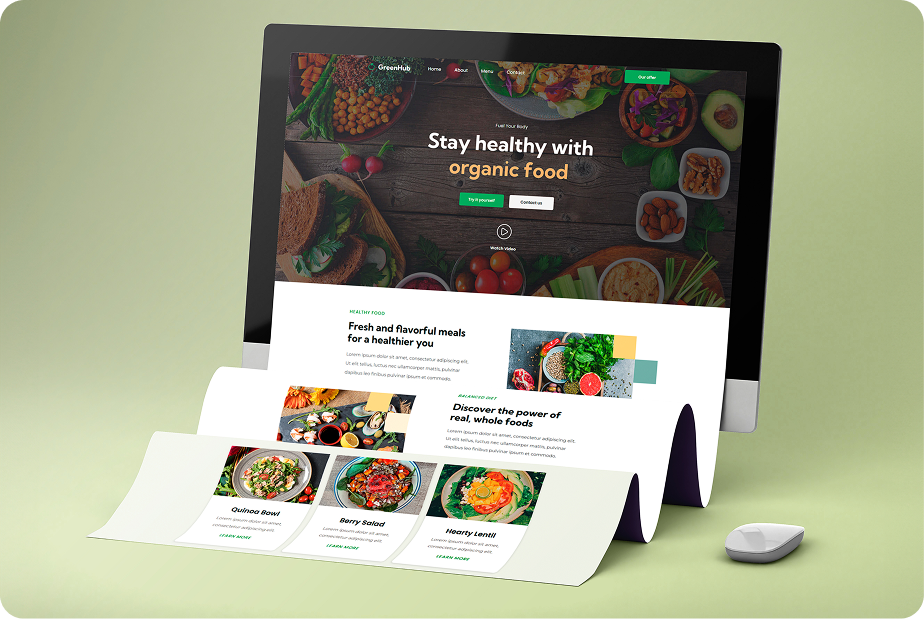 GreenHub
Home
About
Menu
Contact
Our offer
Fuel Your Body
Stay healthy with
organic food
Try it yourself
Contact us
Watch Video
HEALTHY FOOD
Fresh and flavorful meals
for a healthier you
Lorem ipsum dolor sit amet, consectetur adipiscing elit.
Ut elit tellus, luctus nec ullamcorper mattis, pulvinar
dapibus leo finibus pulvinar sit amet ut commodo.
BALANCED DIET
Discover the power of
real, whole foods
Lorem ipsum dolor sit amet, consectetur adipiscing elit.
Ut elit tellus, luctus nec ullamcorper mattis, pulvinar
dapibus leo finibus pulvinar sit amet ut commodo.
Quinoa Bowl
Lorem ipsum dolor sit amet,
consectetur adipiscing elit.
LEARN MORE
Berry Salad
Lorem ipsum dolor sit amet,
consectetur adipiscing elit.
LEARN MORE
Hearty Lentil
Lorem ipsum dolor sit amet,
consectetur adipiscing elit.
LEARN MORE